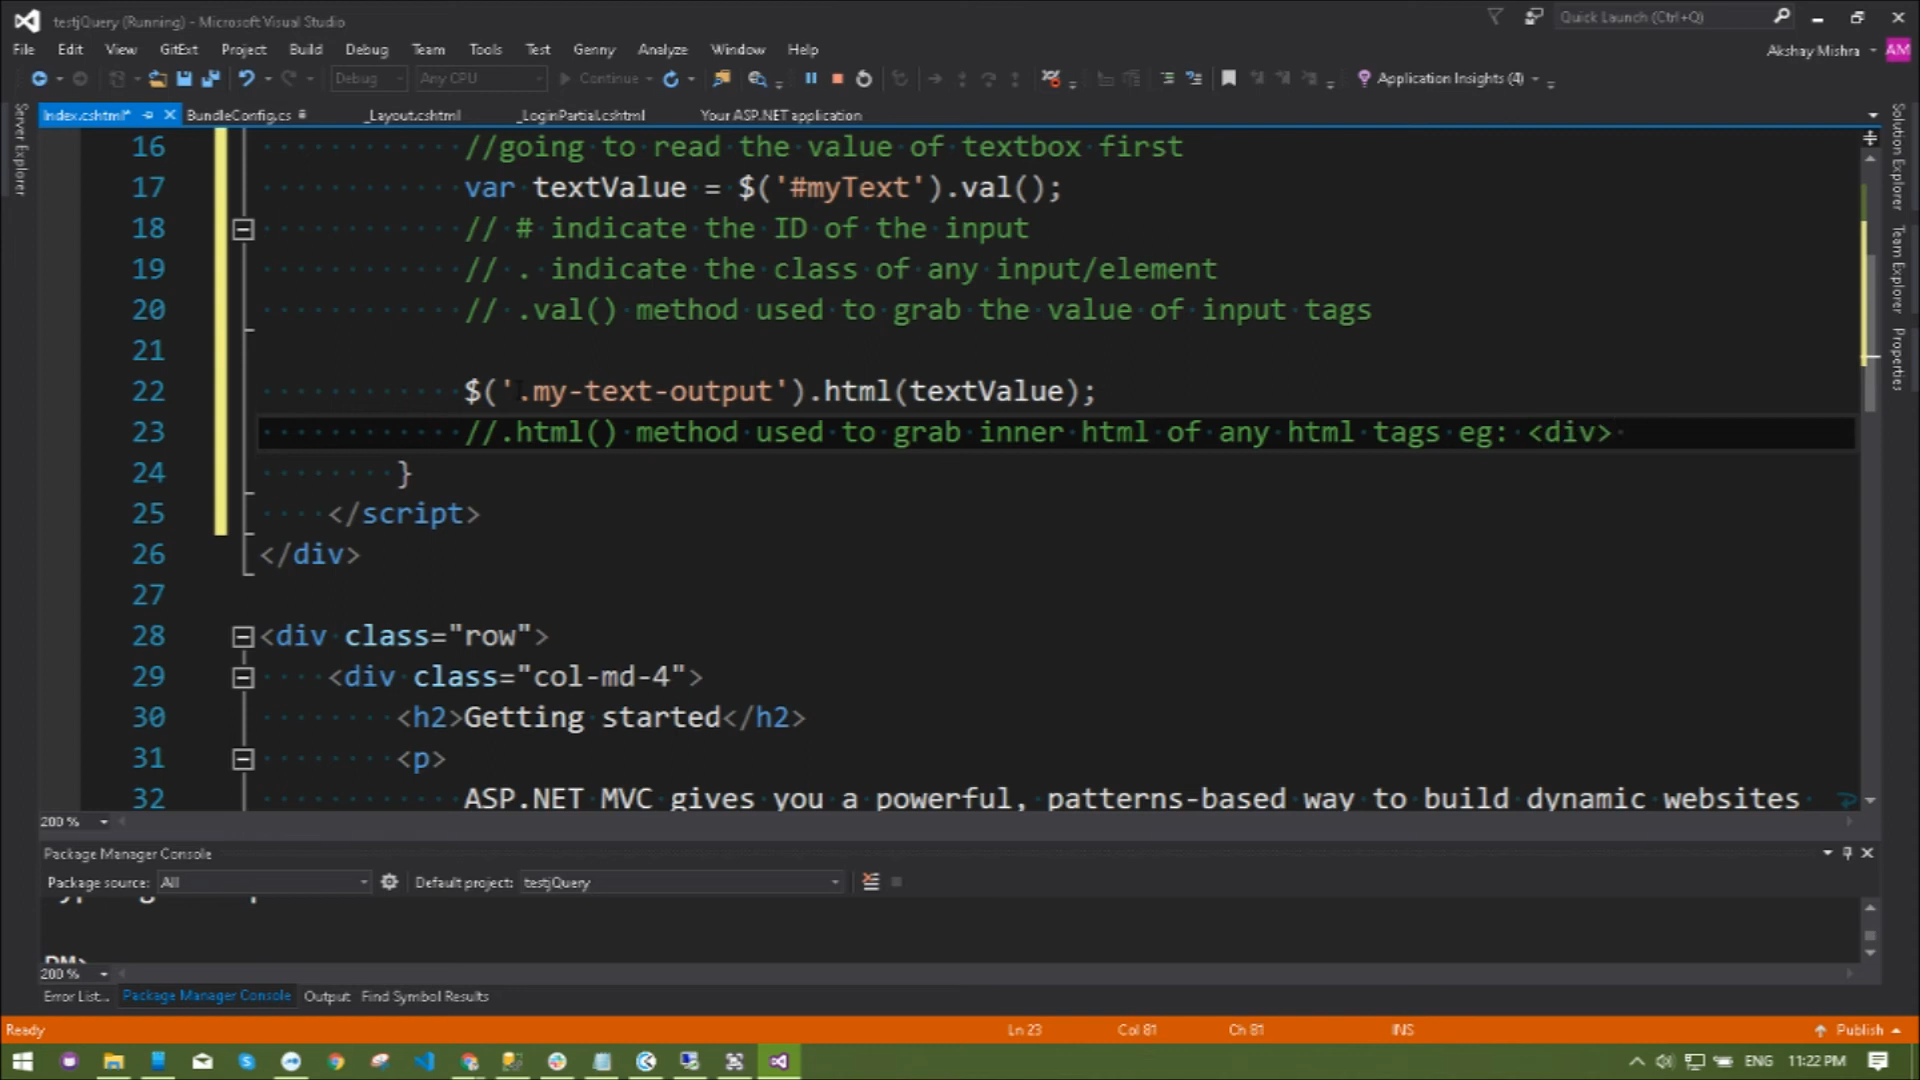 testjQuery (Running) - Microsoft Visual Studio
Quick Launch (Ctrl+Q)
File Edit View GitExt Project Build Debug Team Tools Test Genny Analyze Window Help
Akshay Mishra AM
Debug Any CPU Continue Application Insights (4)
Index.cshtml* BundleConfig.cs _Layout.cshtml _LoginPartial.cshtml Your ASP.NET application
Server Explorer
Solution Explorer
Team Explorer
Properties
16 //going to read the value of textbox first
17 var textValue = $('#myText').val();
18 // # indicate the ID of the input
19 // . indicate the class of any input/element
20 // .val() method used to grab the value of input tags
21
22 $('.my-text-output').html(textValue);
23 //.html() method used to grab inner html of any html tags eg: <div>
24 }
25 </script>
26 </div>
27
28 <div class="row">
29 <div class="col-md-4">
30 <h2>Getting started</h2>
31 <p>
32 ASP.NET MVC gives you a powerful, patterns-based way to build dynamic websites
200 %
Package Manager Console
Package source: All Default project: testjQuery
PM>
200 %
Error List... Package Manager Console Output Find Symbol Results
Ready Ln 23 Col 81 Ch 81 INS Publish
ENG 11:22 PM